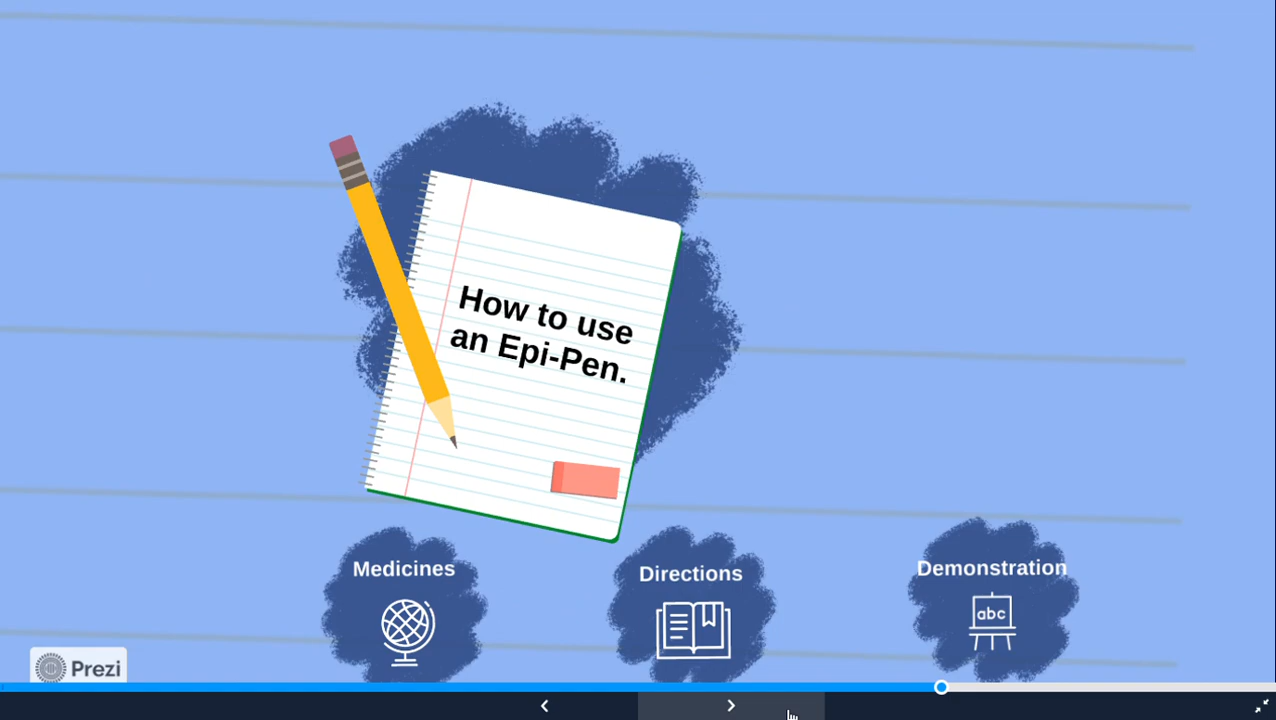 How to use
an Epi-Pen.
Medicines
Directions
Demonstration
abc
Prezi